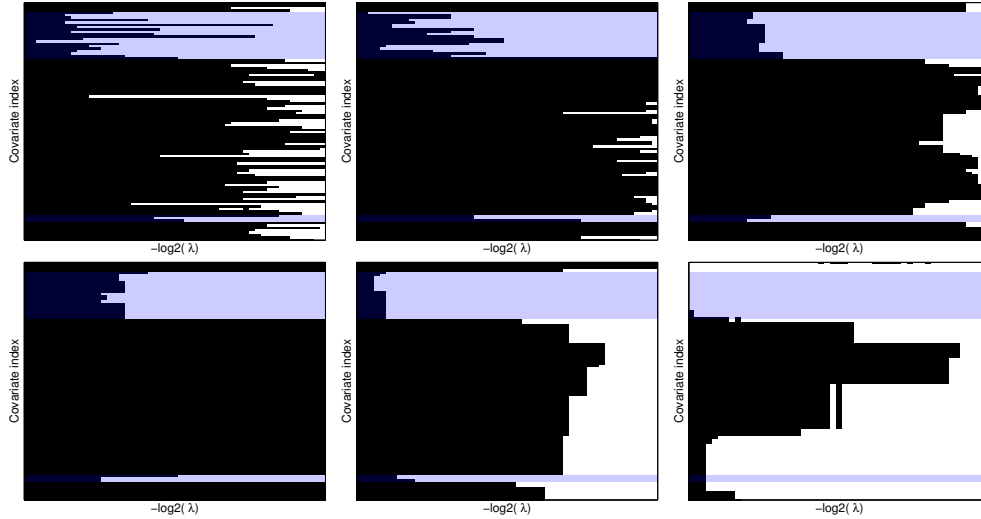 Covariate index
−log2( λ)
Covariate index
−log2( λ)
Covariate index
−log2( λ)
Covariate index
−log2( λ)
Covariate index
−log2( λ)
Covariate index
−log2( λ)